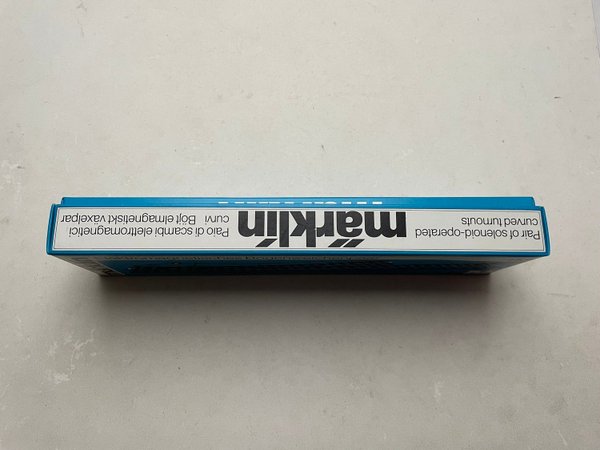 Pair of solenoid-operated
curved turnouts
märklin
Paio di scambi elettromagnetici
curvi Böjt elmagnetiskt växelpar